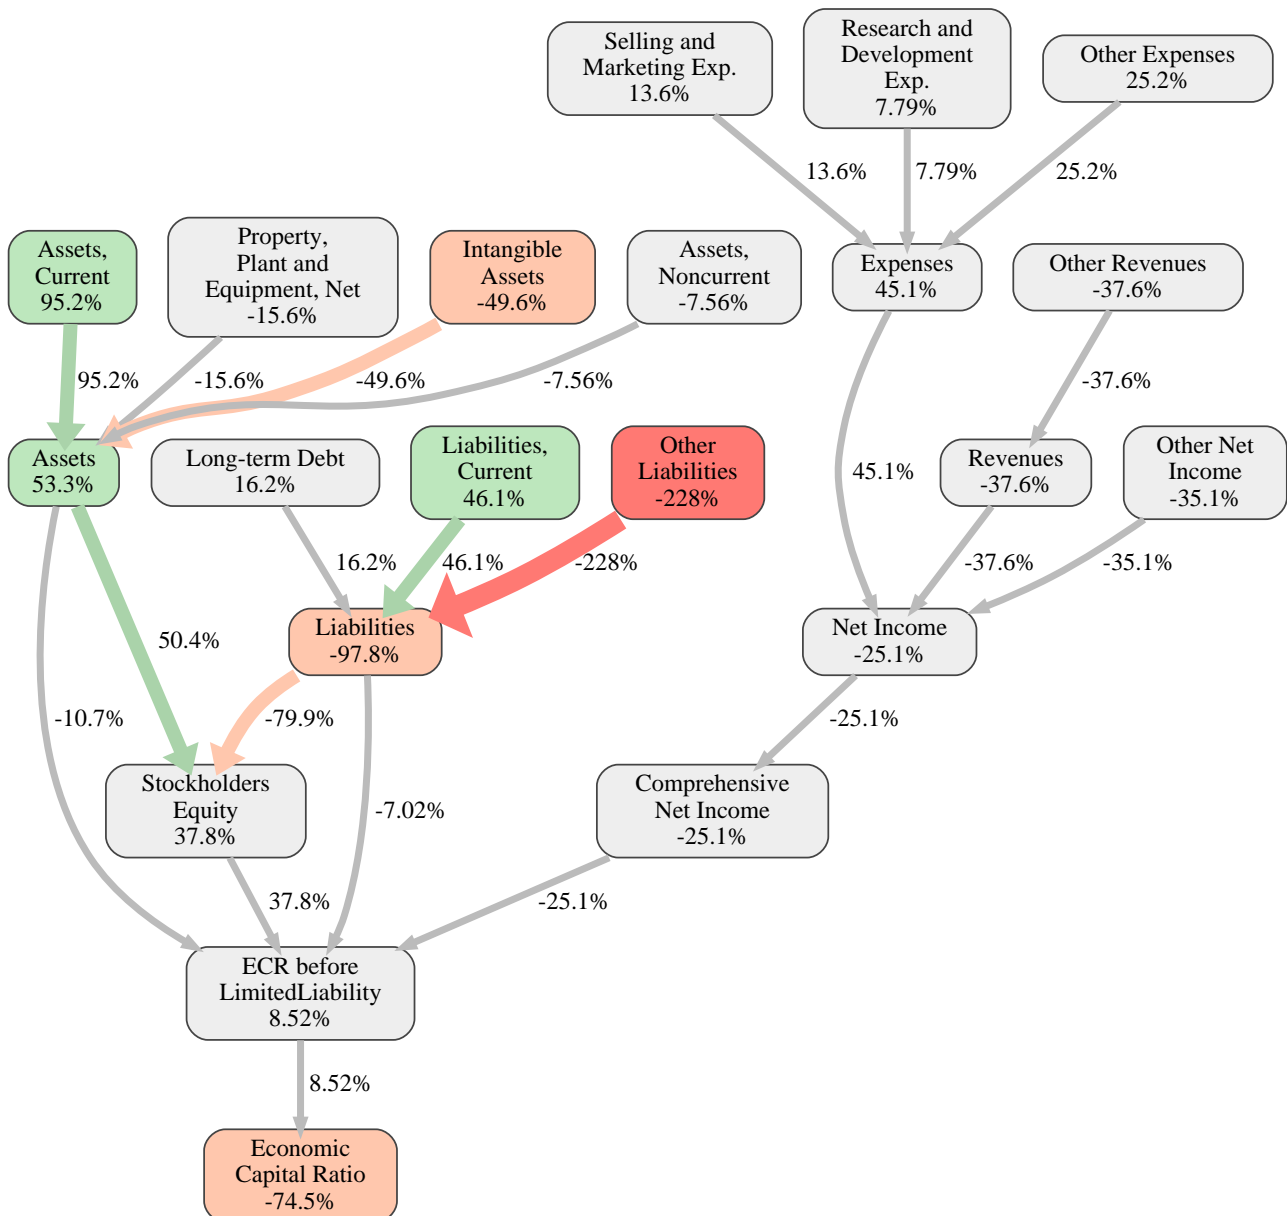 Selling and
Marketing Exp.
13.6%
Research and
Development
Exp.
7.79%
Other Expenses
25.2%
13.6%
7.79%
25.2%
Assets,
Current
95.2%
Property,
Plant and
Equipment, Net
-15.6%
Intangible
Assets
-49.6%
Assets,
Noncurrent
-7.56%
Expenses
45.1%
Other Revenues
-37.6%
95.2%
-15.6%
-49.6%
-7.56%
-37.6%
Assets
53.3%
Long-term Debt
16.2%
Liabilities,
Current
46.1%
Other
Liabilities
-228%
45.1%
Revenues
-37.6%
Other Net
Income
-35.1%
16.2%
46.1%
-228%
-37.6%
-35.1%
50.4%
Liabilities
-97.8%
Net Income
-25.1%
-10.7%
-79.9%
-25.1%
Stockholders
Equity
37.8%
-7.02%
Comprehensive
Net Income
-25.1%
37.8%
-25.1%
ECR before
LimitedLiability
8.52%
8.52%
Economic
Capital Ratio
-74.5%